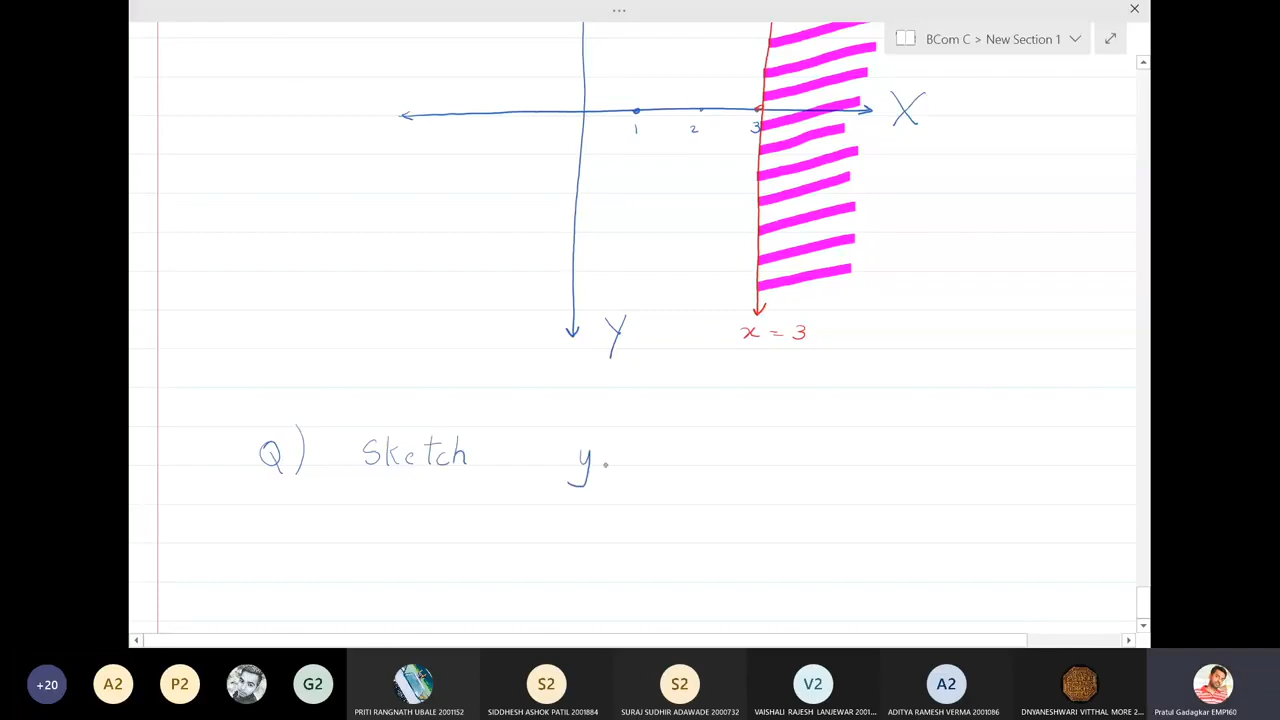 BCom C > New Section 1
X
1 2 3
Y
x = 3
Q) Sketch y
+20 A2 P2 G2 S2 S2 V2 A2
PRITI RANGNATH UBALE 2001152 SIDDHESH ASHOK PATIL 2001884 SURAJ SUDHIR ADAWADE 2000732 VAISHALI RAJESH LANJEWAR 2001... ADITYA RAMESH VERMA 2001086 DNYANESHWARI VITTHAL MORE 2... Pratul Gadagkar EMP160